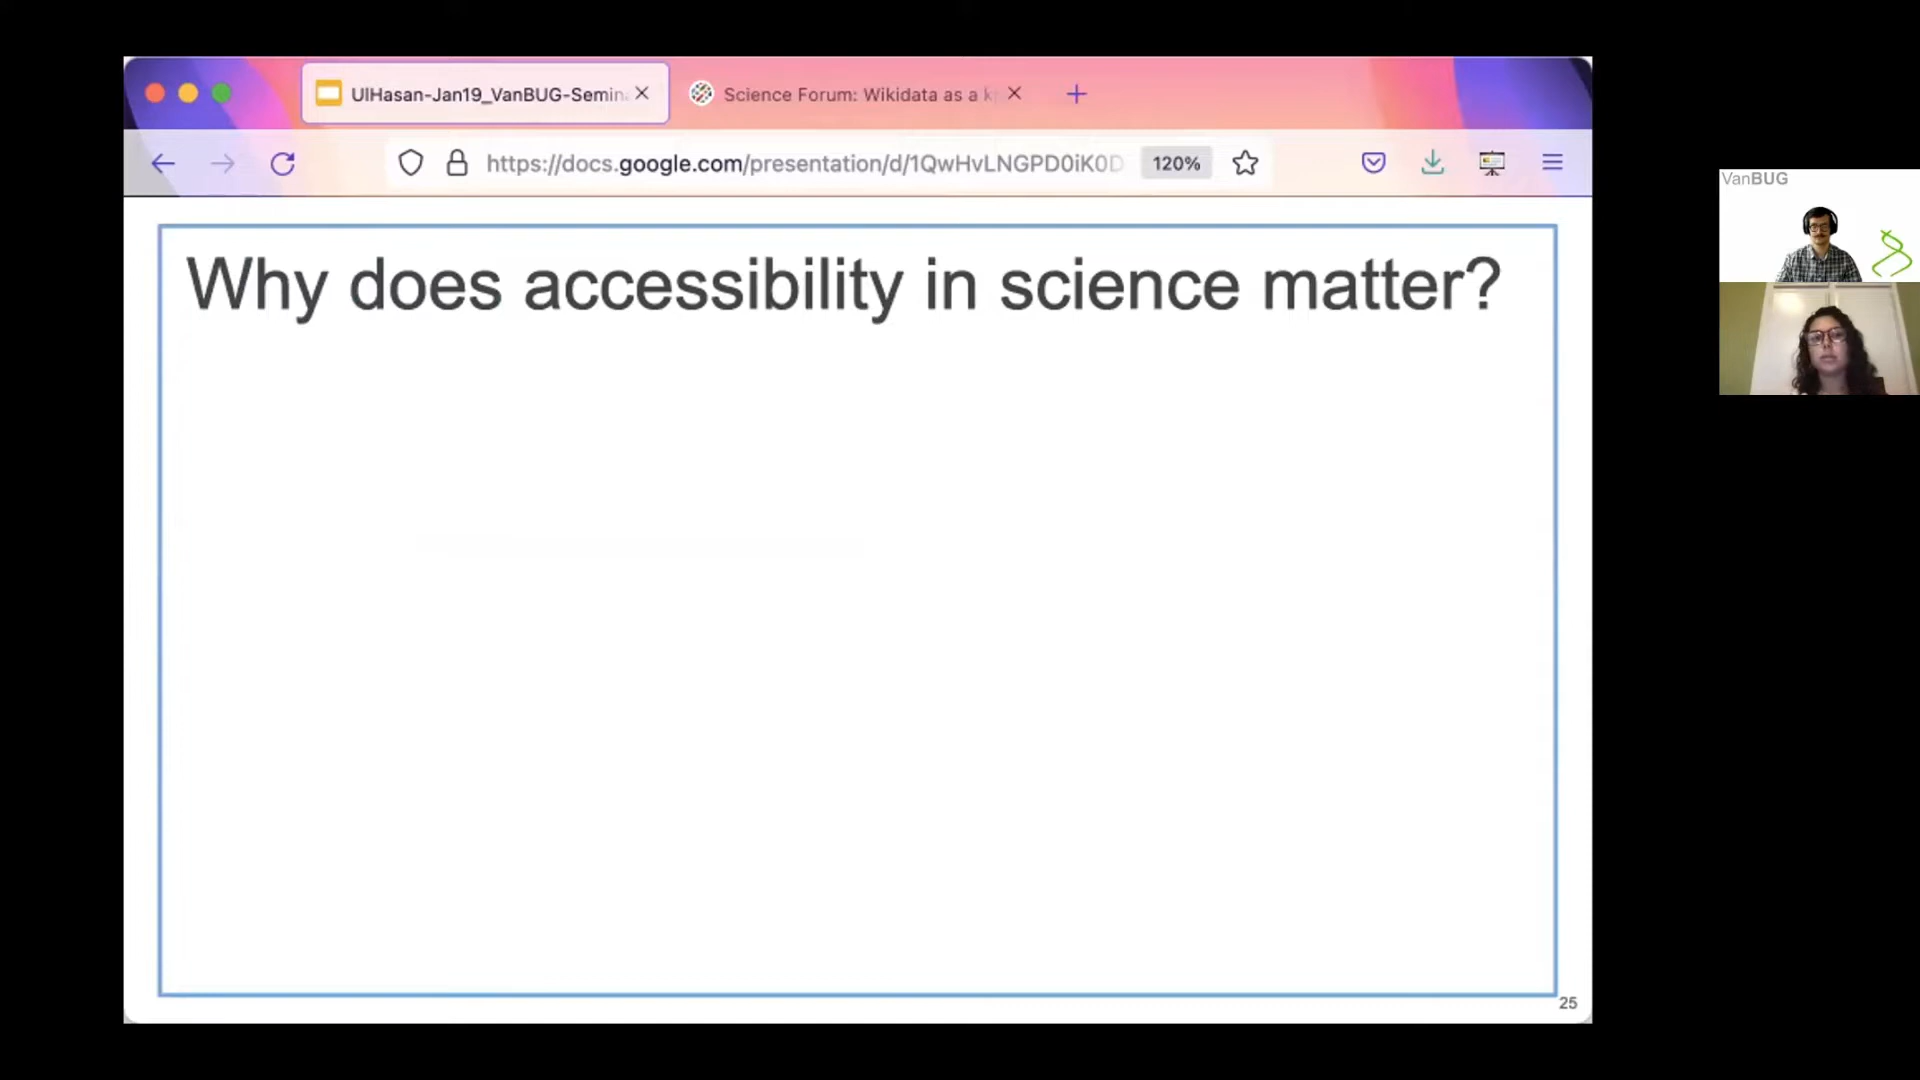 UlHasan-Jan19_VanBUG-Semin
Science Forum: Wikidata as a k
https://docs.google.com/presentation/d/1QwHvLNGPD0iK0D
120%
VanBUG
Why does accessibility in science matter?
25